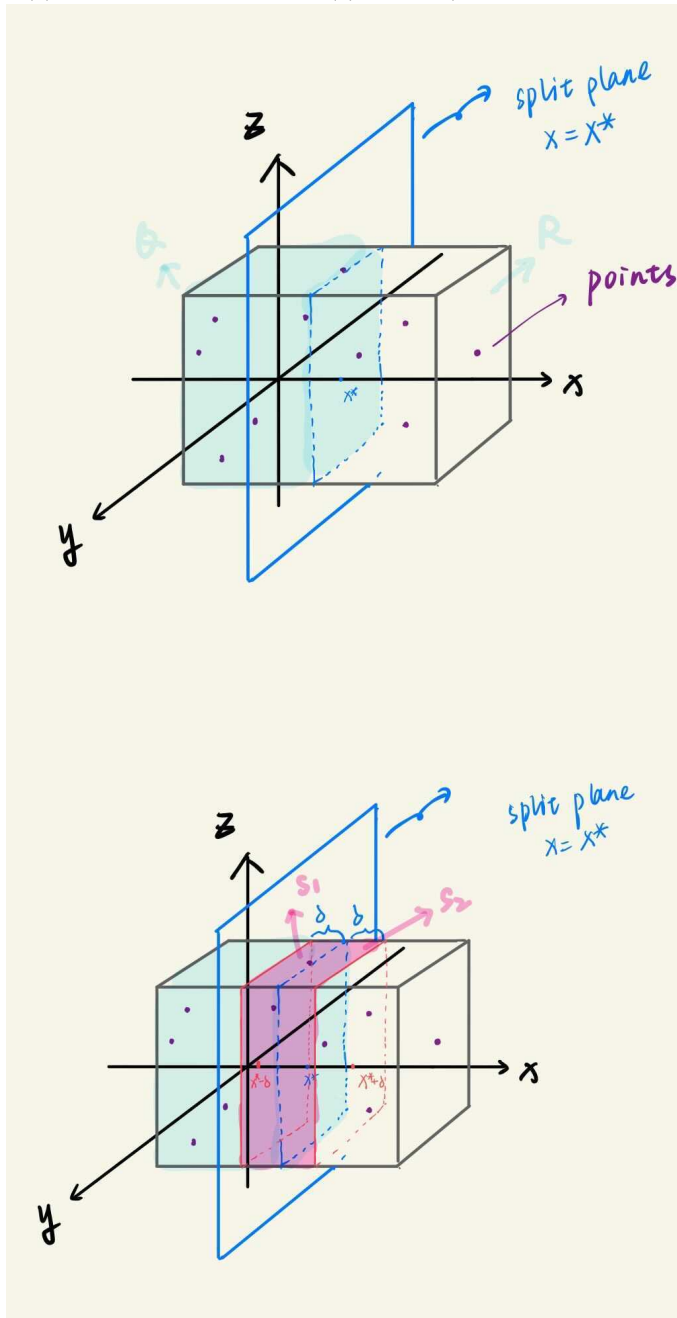 split plane
x = x*
z
Q
R
points
x*
x
y
split plane
x = x*
z
S1
S2
δ
δ
x*-δ
x*
x*+δ
x
y